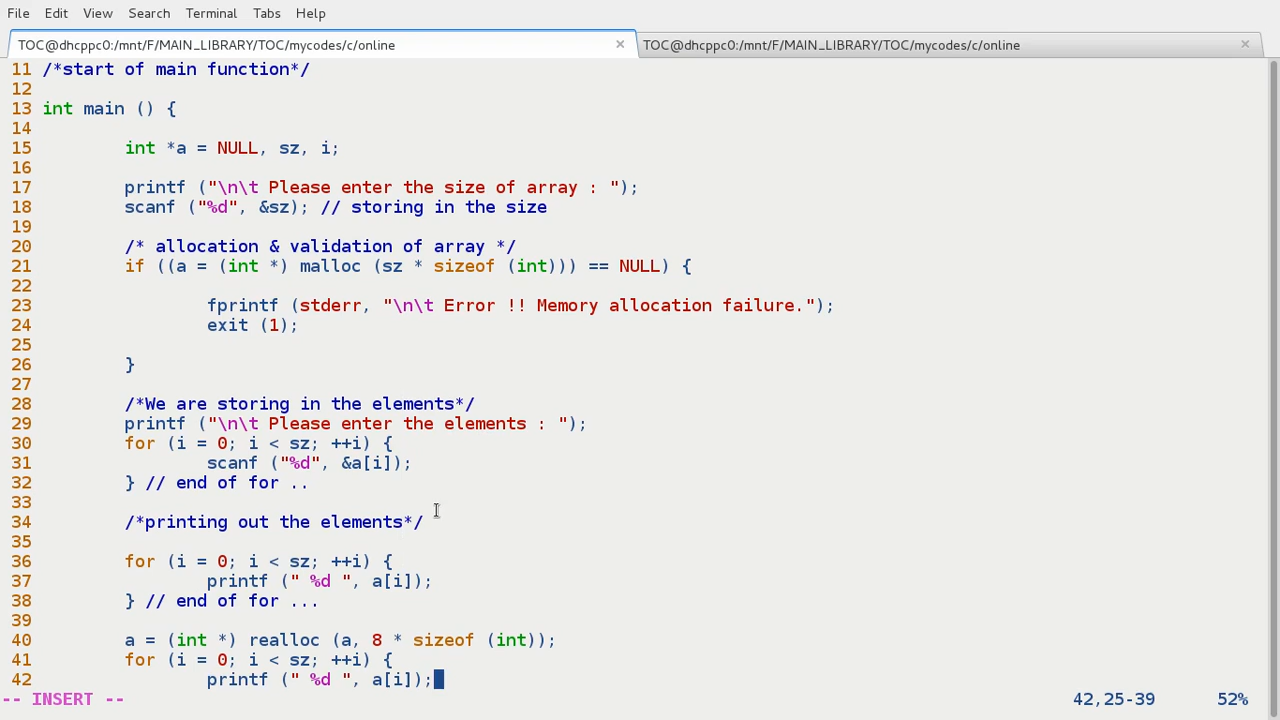 File Edit View Search Terminal Tabs Help
TOC@dhcppc0:/mnt/F/MAIN_LIBRARY/TOC/mycodes/c/online × TOC@dhcppc0:/mnt/F/MAIN_LIBRARY/TOC/mycodes/c/online ×
11 /*start of main function*/
12
13 int main () {
14
15 int *a = NULL, sz, i;
16
17 printf ("\n\t Please enter the size of array : ");
18 scanf ("%d", &sz); // storing in the size
19
20 /* allocation & validation of array */
21 if ((a = (int *) malloc (sz * sizeof (int))) == NULL) {
22
23 fprintf (stderr, "\n\t Error !! Memory allocation failure.");
24 exit (1);
25
26 }
27
28 /*We are storing in the elements*/
29 printf ("\n\t Please enter the elements : ");
30 for (i = 0; i < sz; ++i) {
31 scanf ("%d", &a[i]);
32 } // end of for ..
33
34 /*printing out the elements*/
35
36 for (i = 0; i < sz; ++i) {
37 printf (" %d ", a[i]);
38 } // end of for ...
39
40 a = (int *) realloc (a, 8 * sizeof (int));
41 for (i = 0; i < sz; ++i) {
42 printf (" %d ", a[i]);
-- INSERT -- 42,25-39 52%